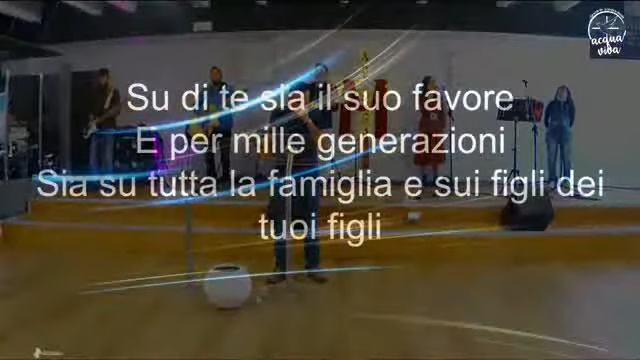 acqua
viva
Su di te sia il suo favore
E per mille generazioni
Sia su tutta la famiglia e sui figli dei
tuoi figli